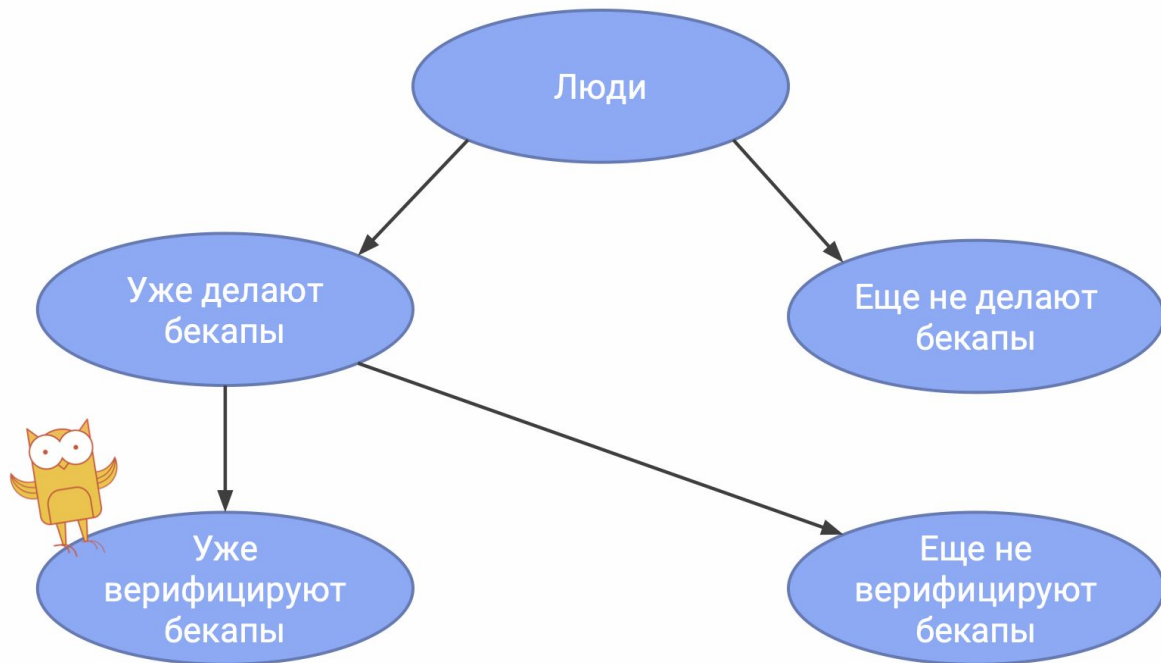 Люди
Уже делают
бекапы
Еще не делают
бекапы
Уже
верифицируют
бекапы
Еще не
верифицируют
бекапы